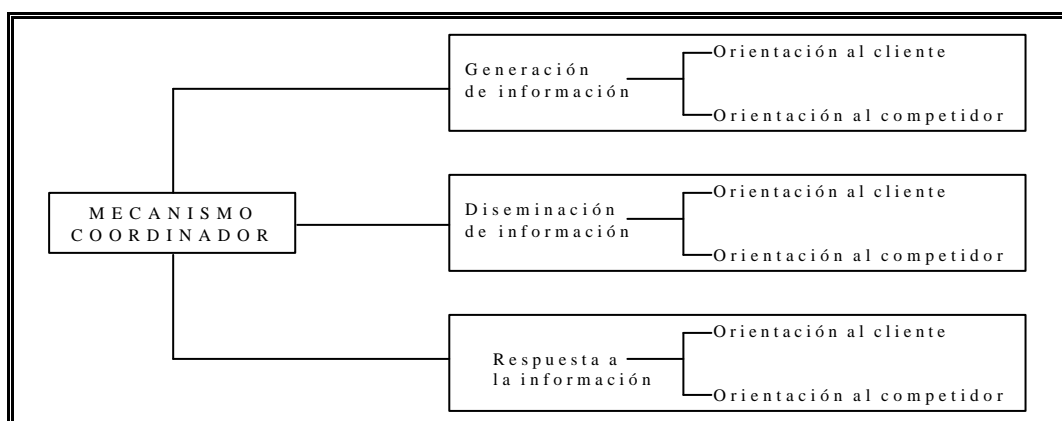 Generación
de información
Orientación al cliente
Orientación al competidor
MECANISMO
COORDINADOR
Diseminación
de información
Orientación al cliente
Orientación al competidor
Respuesta a
la información
Orientación al cliente
Orientación al competidor